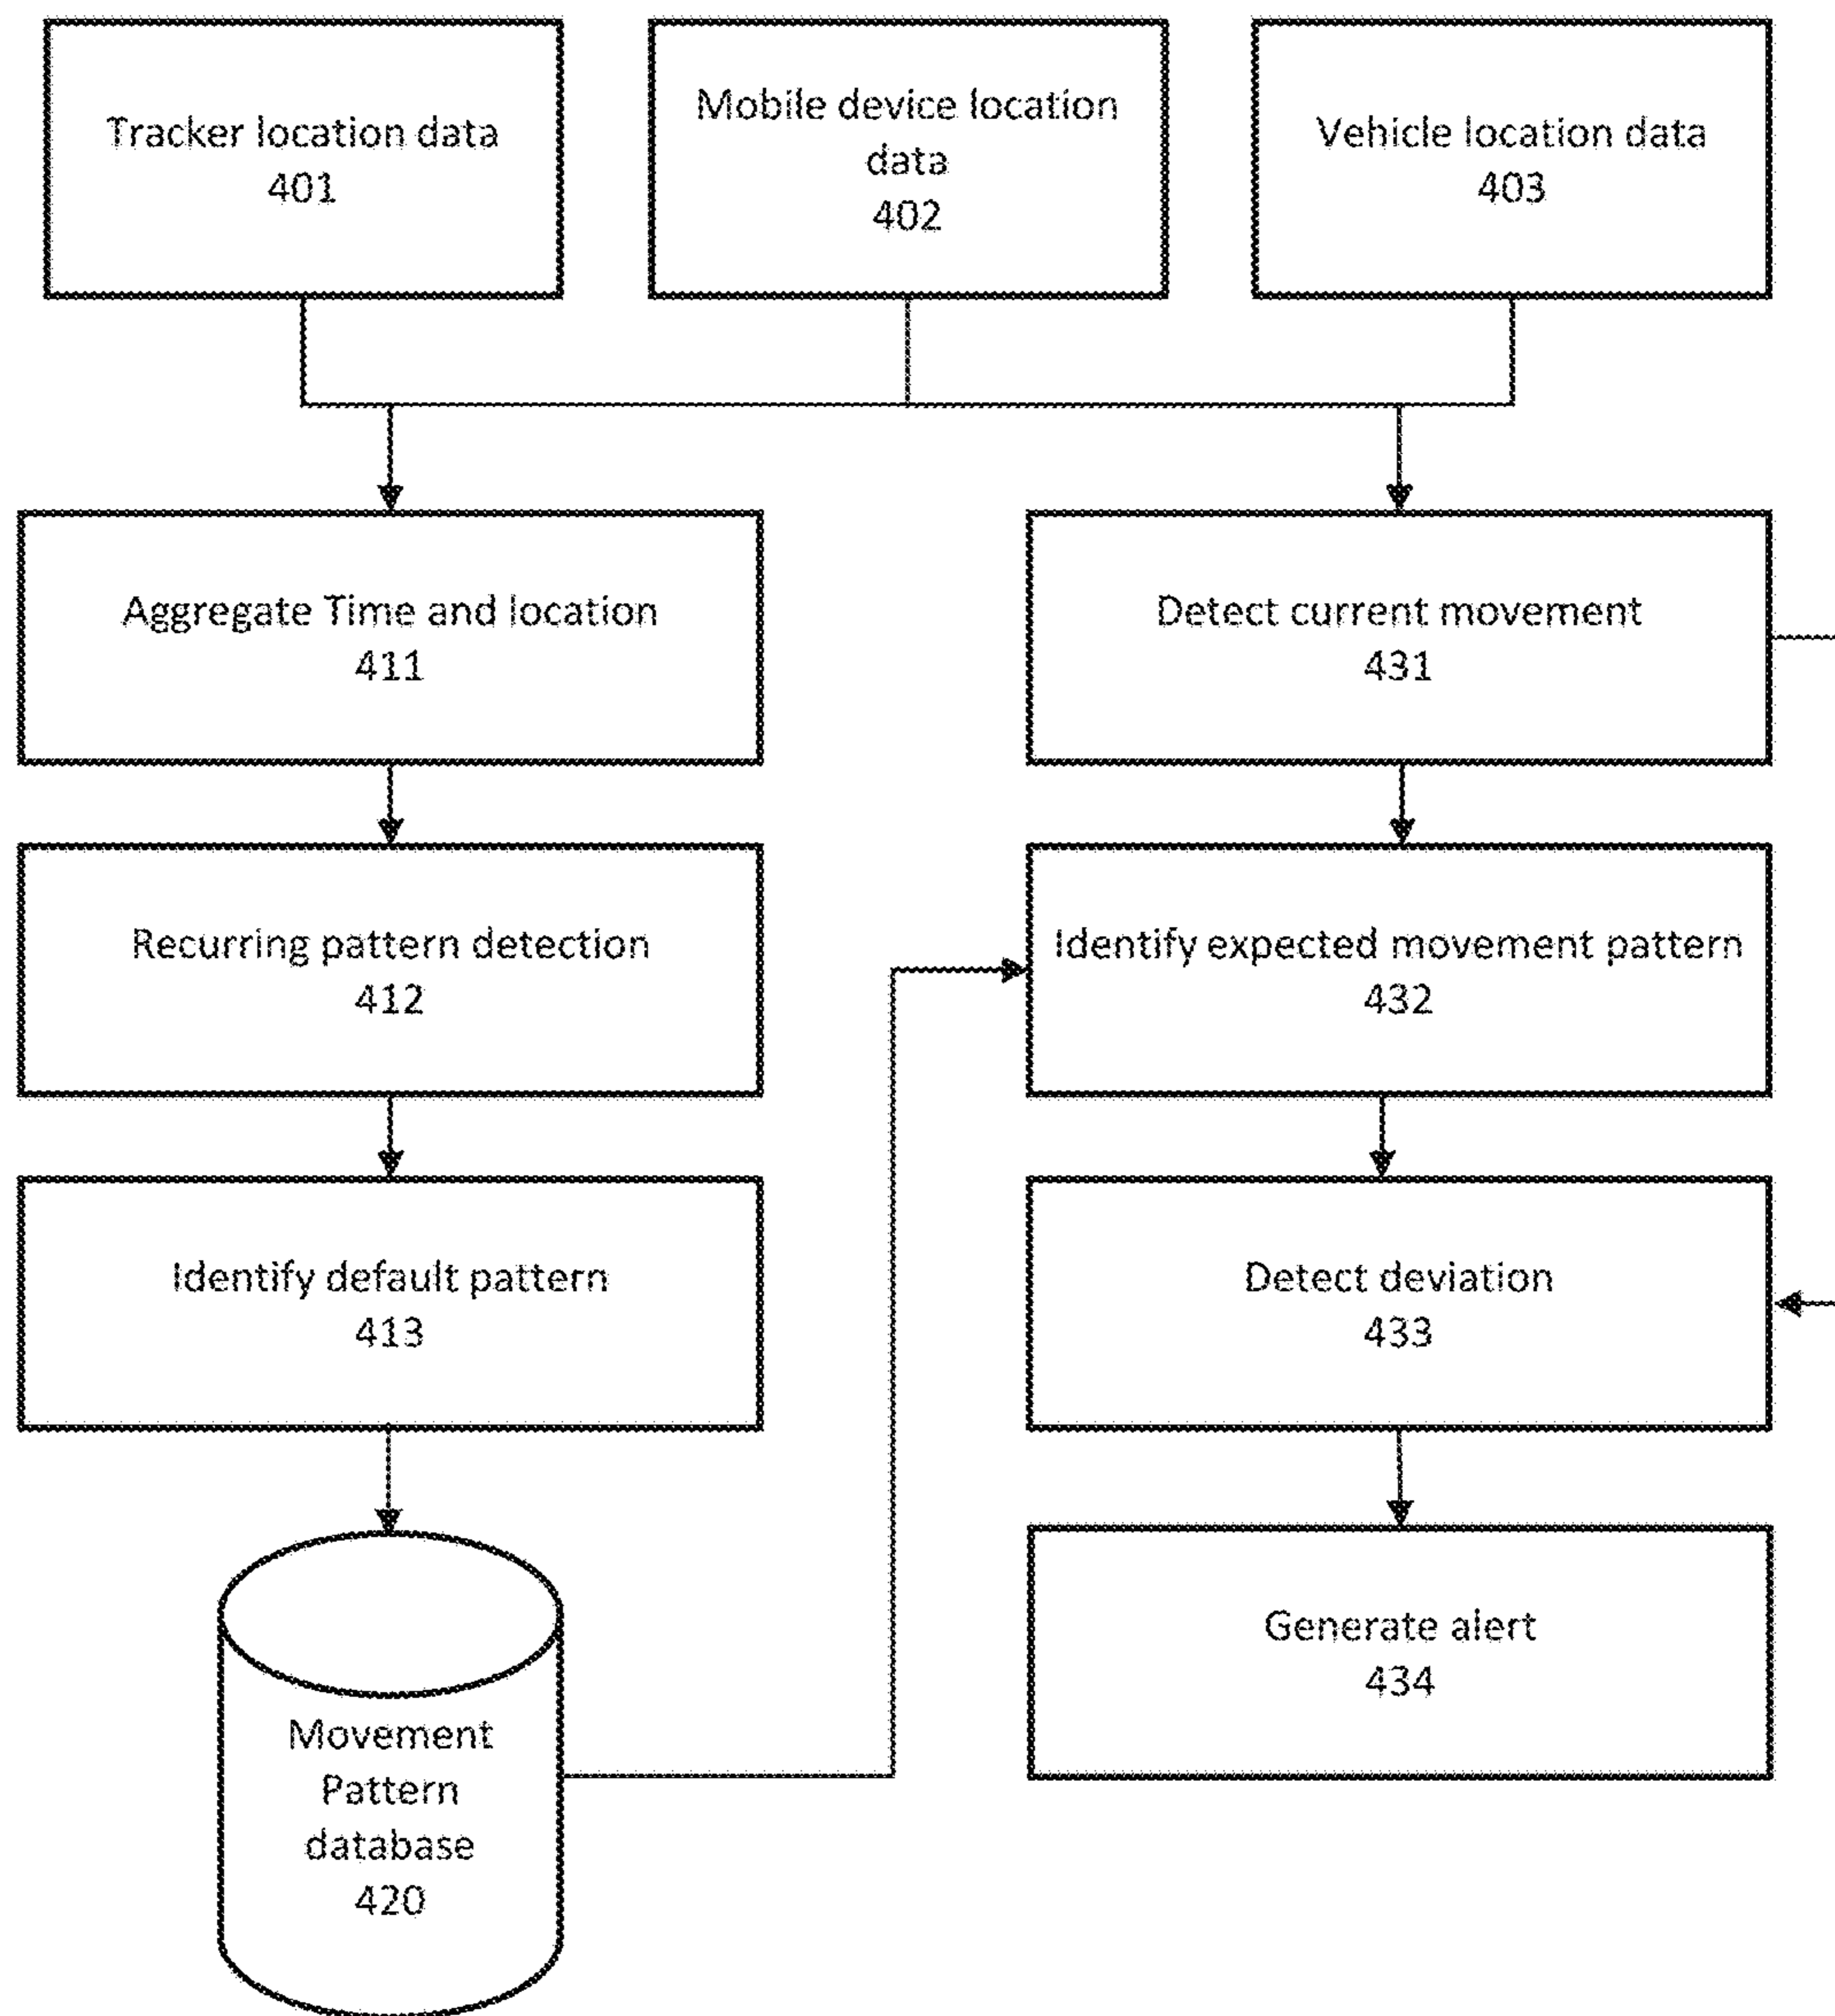 Tracker location data
401
Mobile device location
data
402
Vehicle location data
403
Aggregate Time and location
411
Detect current movement
431
Recurring pattern detection
412
Identify expected movement pattern
432
Identify default pattern
413
Detect deviation
433
Generate alert
434
Movement
Pattern
database
420